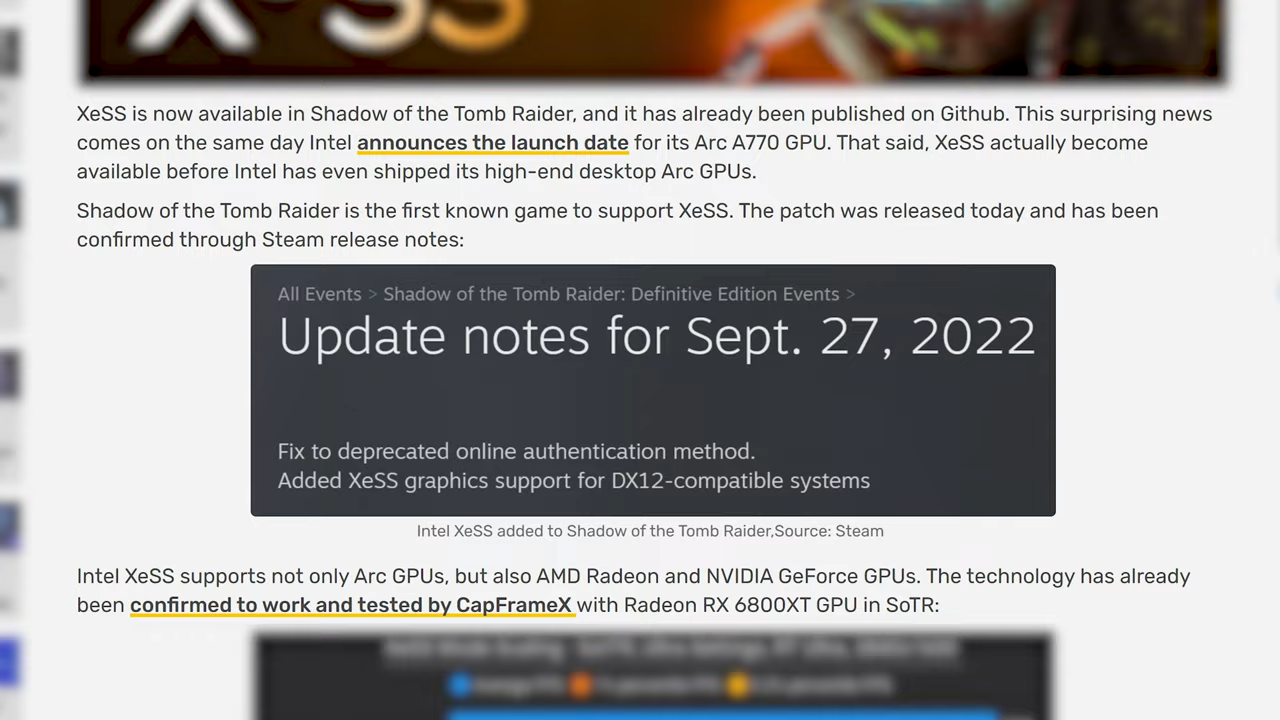 XeSS
XeSS is now available in Shadow of the Tomb Raider, and it has already been published on Github. This surprising news
comes on the same day Intel announces the launch date for its Arc A770 GPU. That said, XeSS actually become
available before Intel has even shipped its high-end desktop Arc GPUs.
Shadow of the Tomb Raider is the first known game to support XeSS. The patch was released today and has been
confirmed through Steam release notes:
All Events > Shadow of the Tomb Raider: Definitive Edition Events >
Update notes for Sept. 27, 2022
Fix to deprecated online authentication method.
Added XeSS graphics support for DX12-compatible systems
Intel XeSS added to Shadow of the Tomb Raider,Source: Steam
Intel XeSS supports not only Arc GPUs, but also AMD Radeon and NVIDIA GeForce GPUs. The technology has already
been confirmed to work and tested by CapFrameX with Radeon RX 6800XT GPU in SoTR: